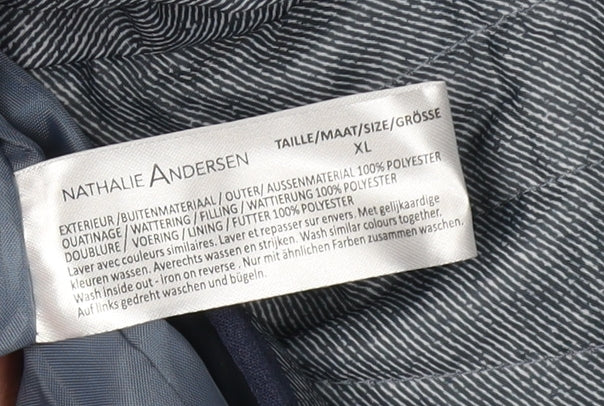 NATHALIE ANDERSEN
TAILLE/MAAT/SIZE/GRÖSSE
XL
EXTERIEUR/BUITENMATERIAAL/OUTER/AUSSENMATERIAL 100% POLYESTER
OUATINAGE/WATTERING/FILLING/WATTIERUNG 100% POLYESTER
DOUBLURE/VOERING/LINING/FUTTER 100% POLYESTER
Laver avec couleurs similaires. Laver et repasser sur envers. Met gelijkaardige
kleuren wassen. Averechts wassen en strijken. Wash similar colours together.
Wash inside out - iron on reverse. Nur mit ähnlichen Farben zusammen waschen,
Auf links gedreht waschen und bügeln.